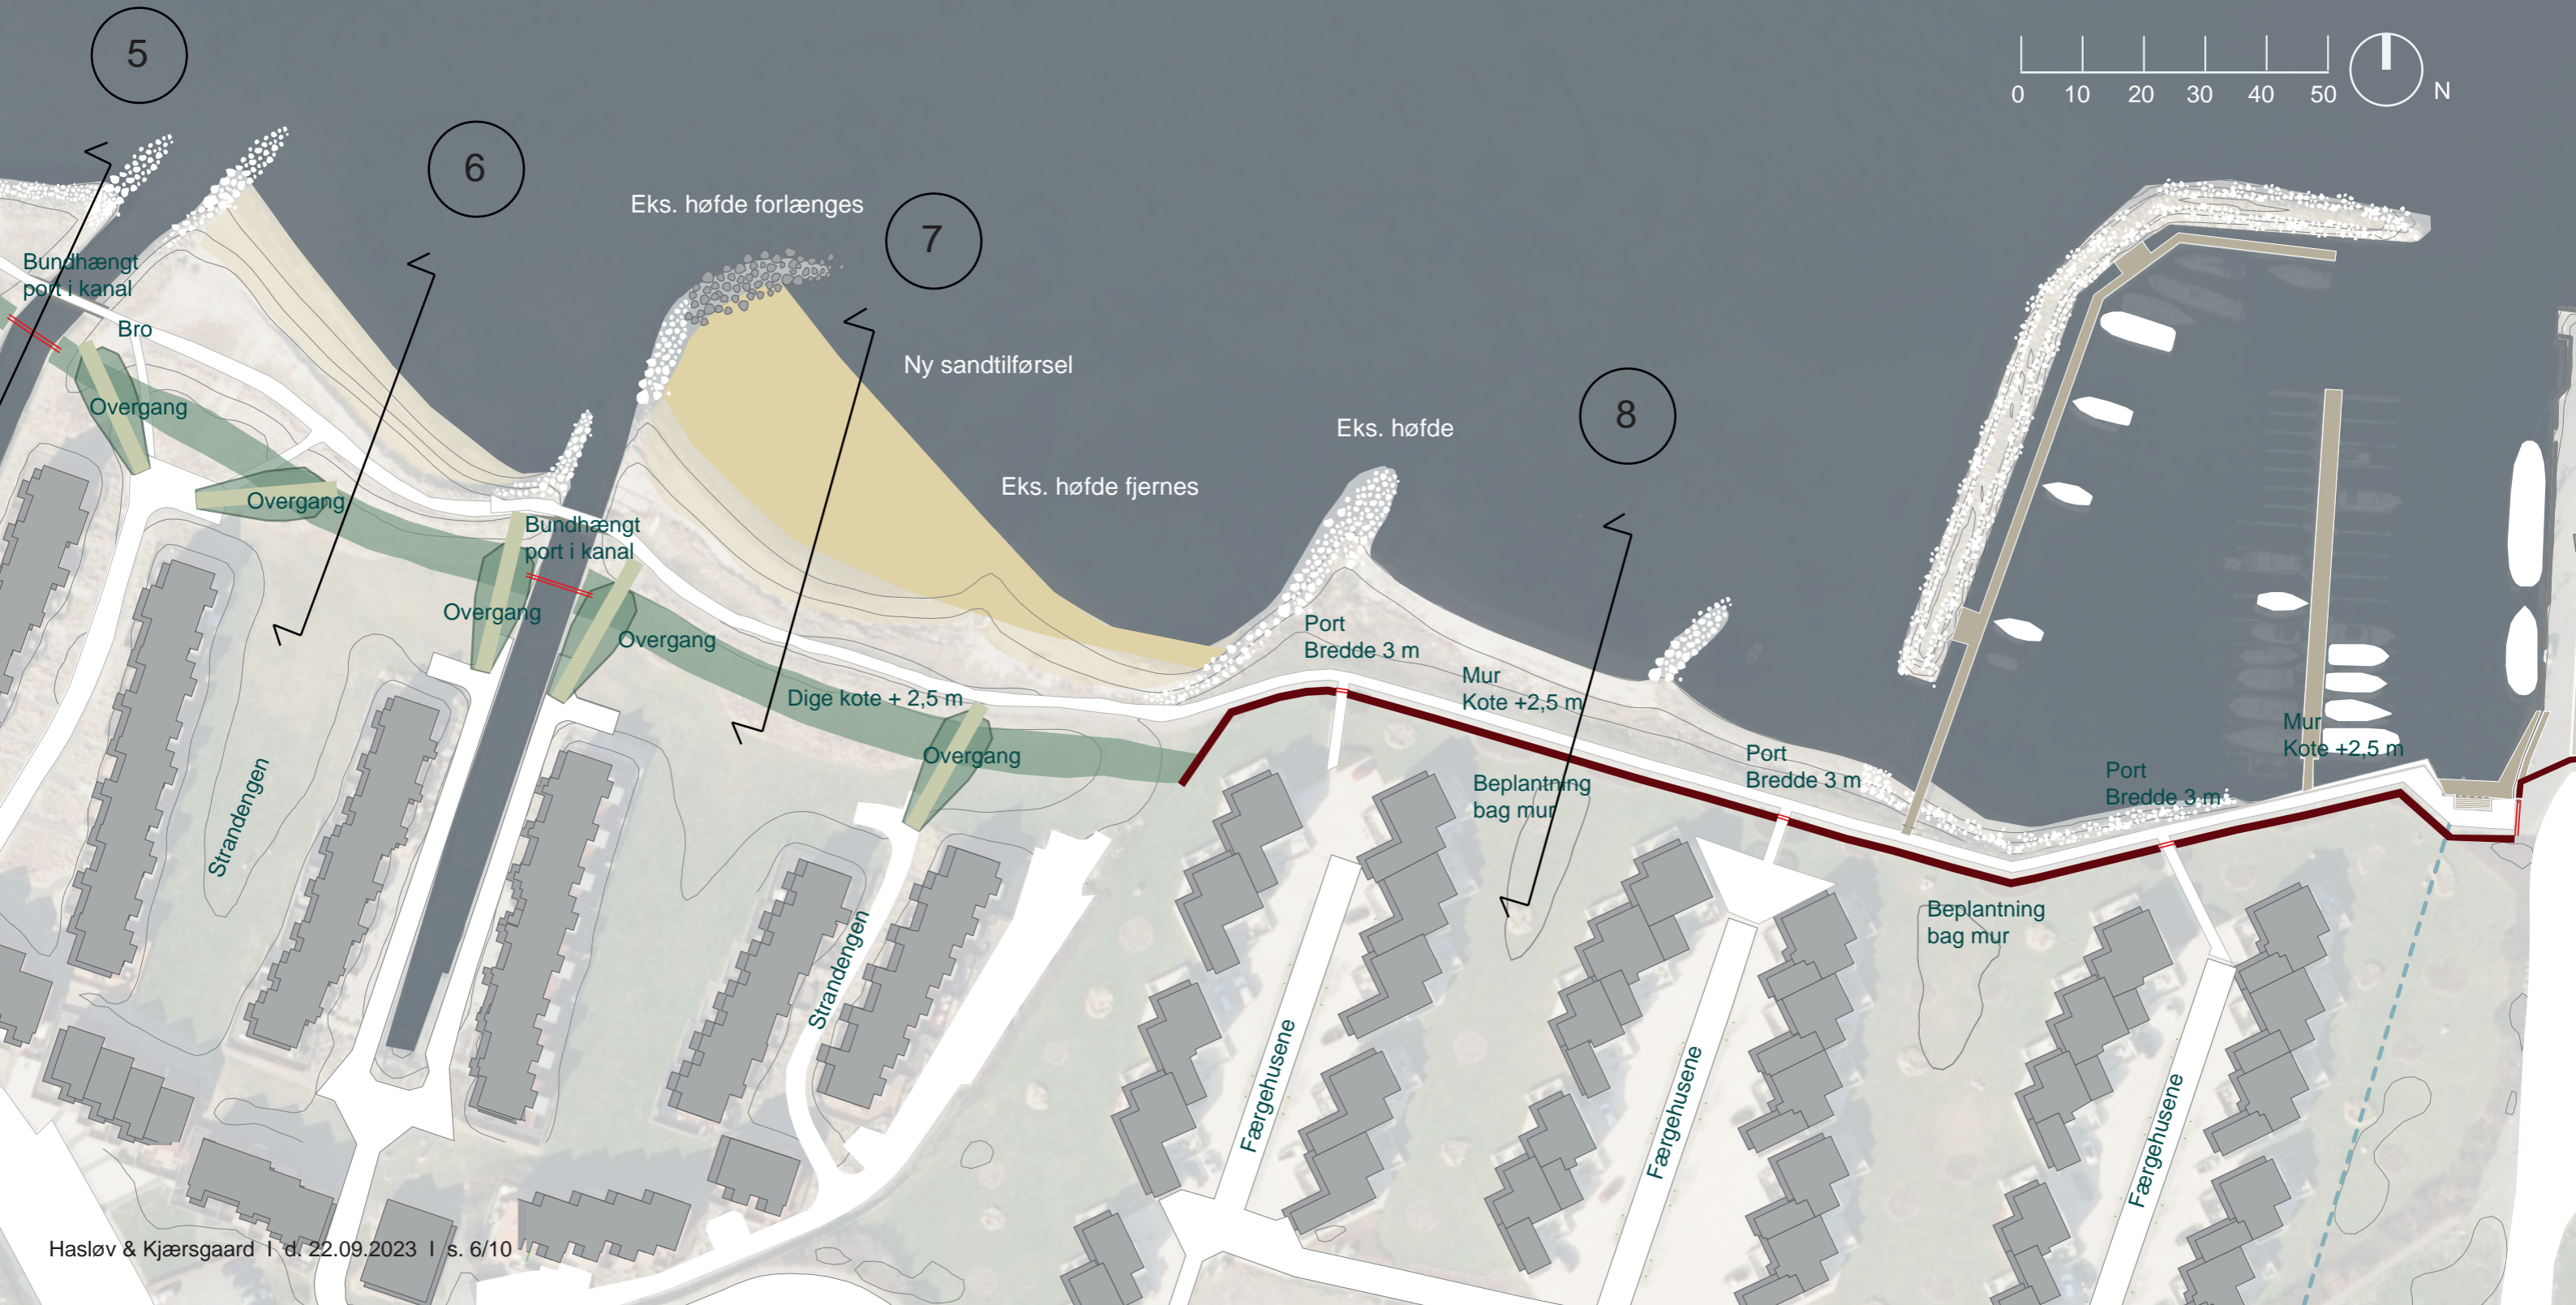 5
6
7
8
0 10 20 30 40 50
N
Eks. høfde forlænges
Bundhængt
port i kanal
Bro
Overgang
Ny sandtilførsel
Eks. høfde
Eks. høfde fjernes
Overgang
Bundhængt
port i kanal
Overgang
Overgang
Port
Bredde 3 m
Mur
Kote +2,5 m
Dige kote + 2,5 m
Overgang
Mur
Kote +2,5 m
Port
Bredde 3 m
Port
Bredde 3 m
Beplantning
bag mur
Beplantning
bag mur
Strandengen
Strandengen
Færgehusene
Færgehusene
Færgehusene
Hasløv & Kjærsgaard I d. 22.09.2023 I s. 6/10